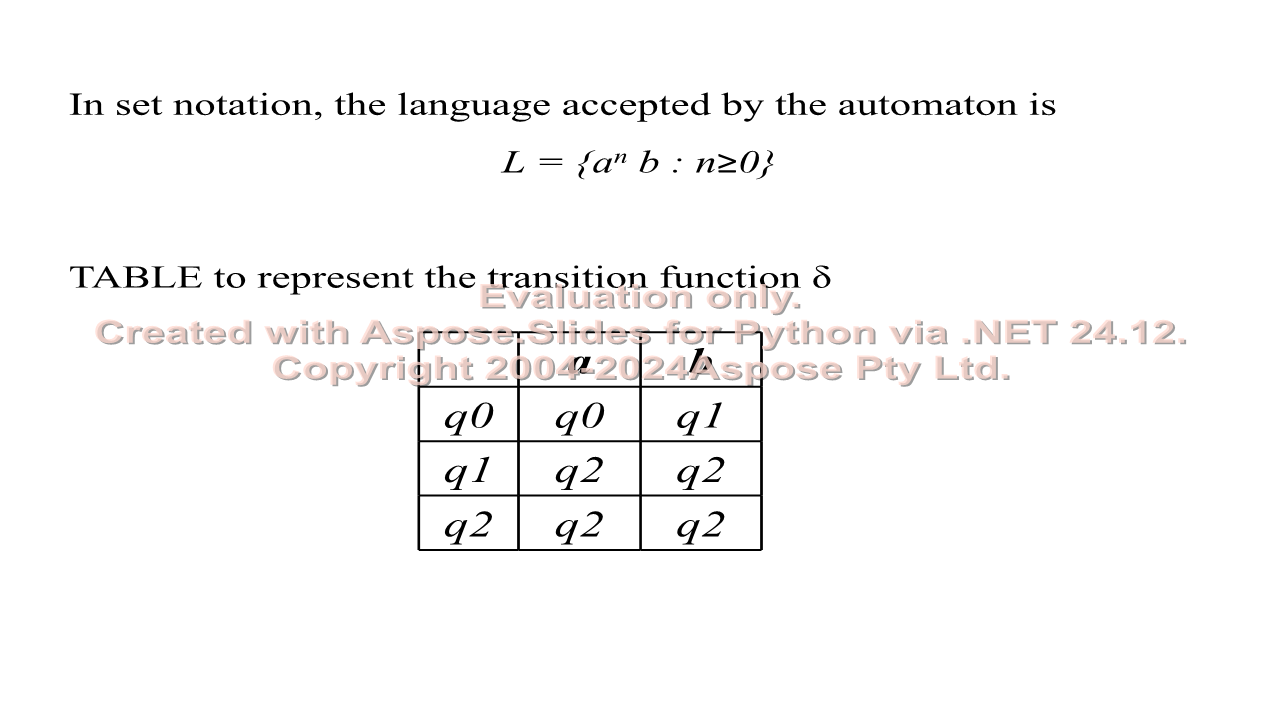 In set notation, the language accepted by the automaton is
L = {aⁿ b : n≥0}
TABLE to represent the transition function δ
Evaluation only.
Created with Aspose.Slides for Python via .NET 24.12.
Copyright 2004-2024Aspose Pty Ltd.
a b
q0 q0 q1
q1 q2 q2
q2 q2 q2